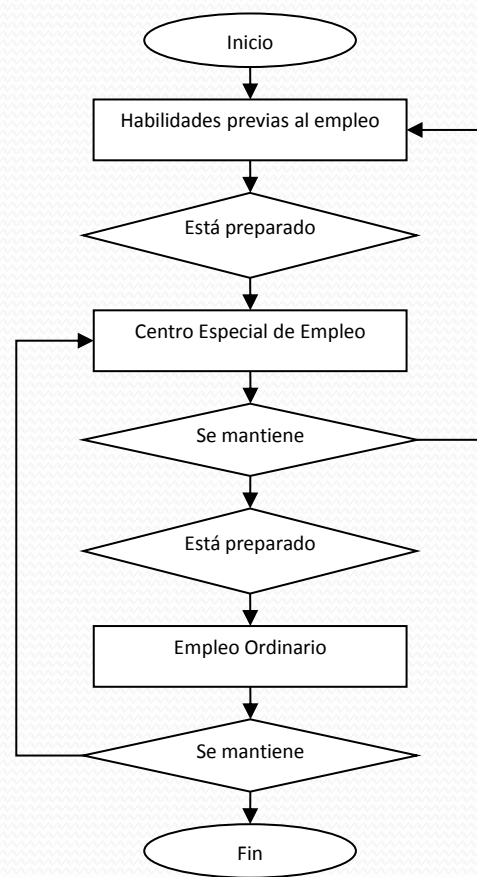 Inicio
Habilidades previas al empleo
Está preparado
Centro Especial de Empleo
Se mantiene
Está preparado
Empleo Ordinario
Se mantiene
Fin